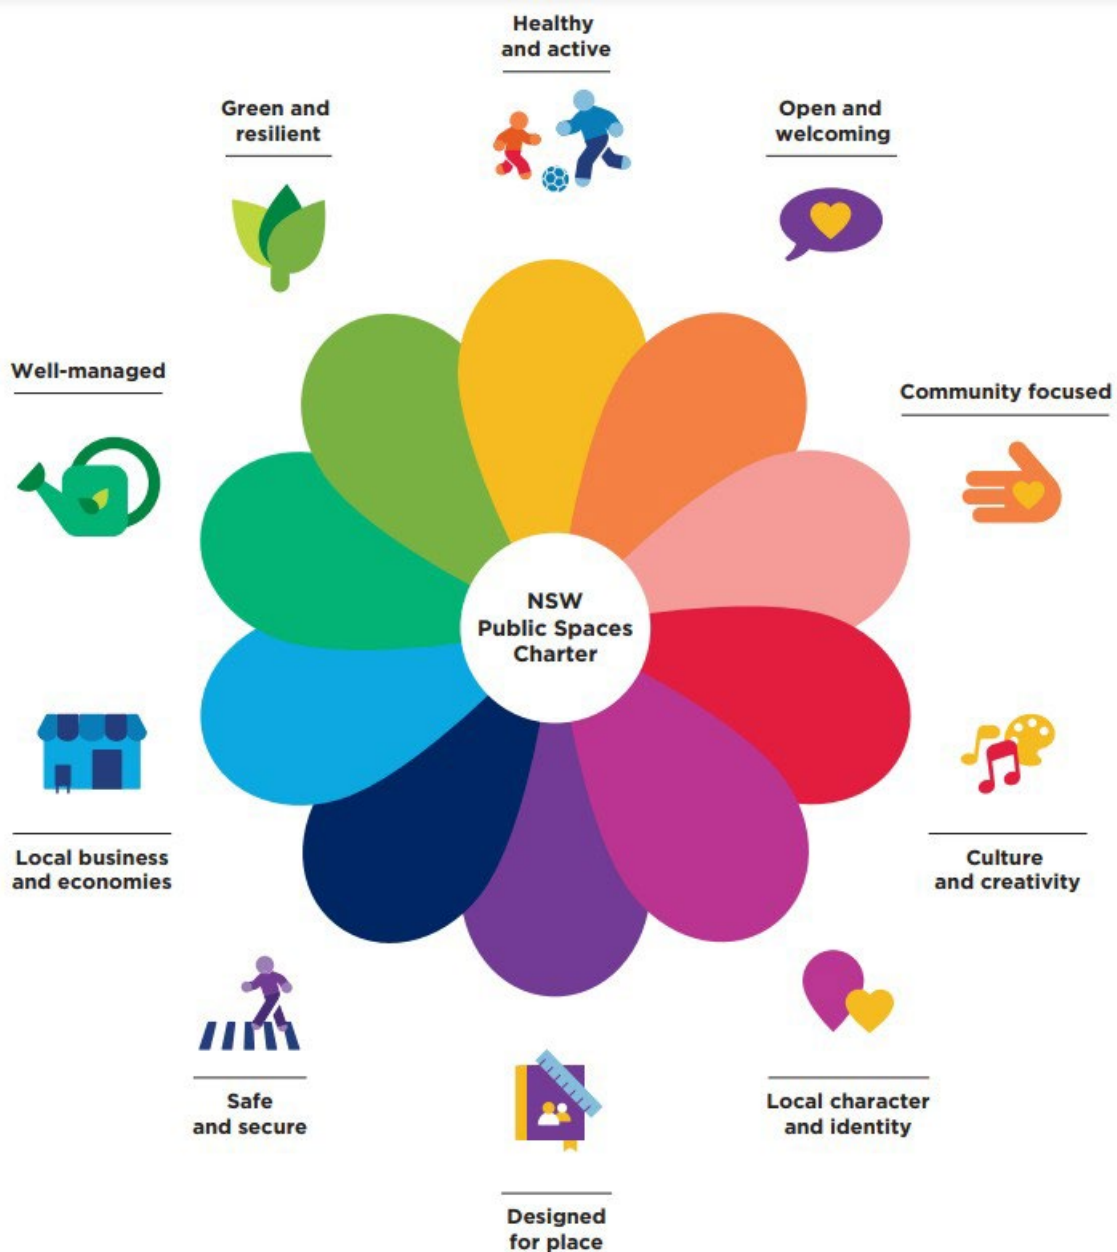 Healthy
and active
Green and
resilient
Open and
welcoming
Well-managed
Community focused
NSW
Public Spaces
Charter
Local business
and economies
Culture
and creativity
Safe
and secure
Local character
and identity
Designed
for place